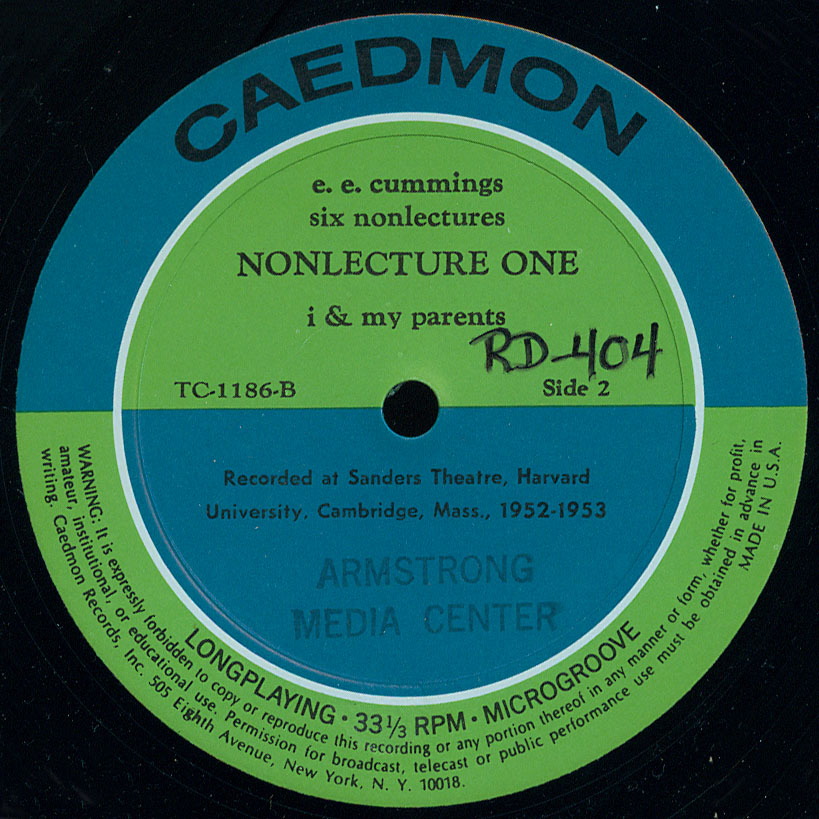 CAEDMON
e. e. cummings
six nonlectures
NONLECTURE ONE
i & my parents
RD-404
TC-1186-B
Side 2
Recorded at Sanders Theatre, Harvard
University, Cambridge, Mass., 1952-1953
ARMSTRONG
MEDIA CENTER
LONGPLAYING · 33 1/3 RPM · MICROGROOVE
WARNING: It is expressly forbidden to copy or reproduce this recording or any portion thereof in any manner or form, whether for profit,
amateur, institutional, or educational use. Permission for broadcast, telecast or public performance use must be obtained in advance in
writing. Caedmon Records, Inc. 505 Eighth Avenue, New York, N. Y. 10018.
MADE IN U.S.A.